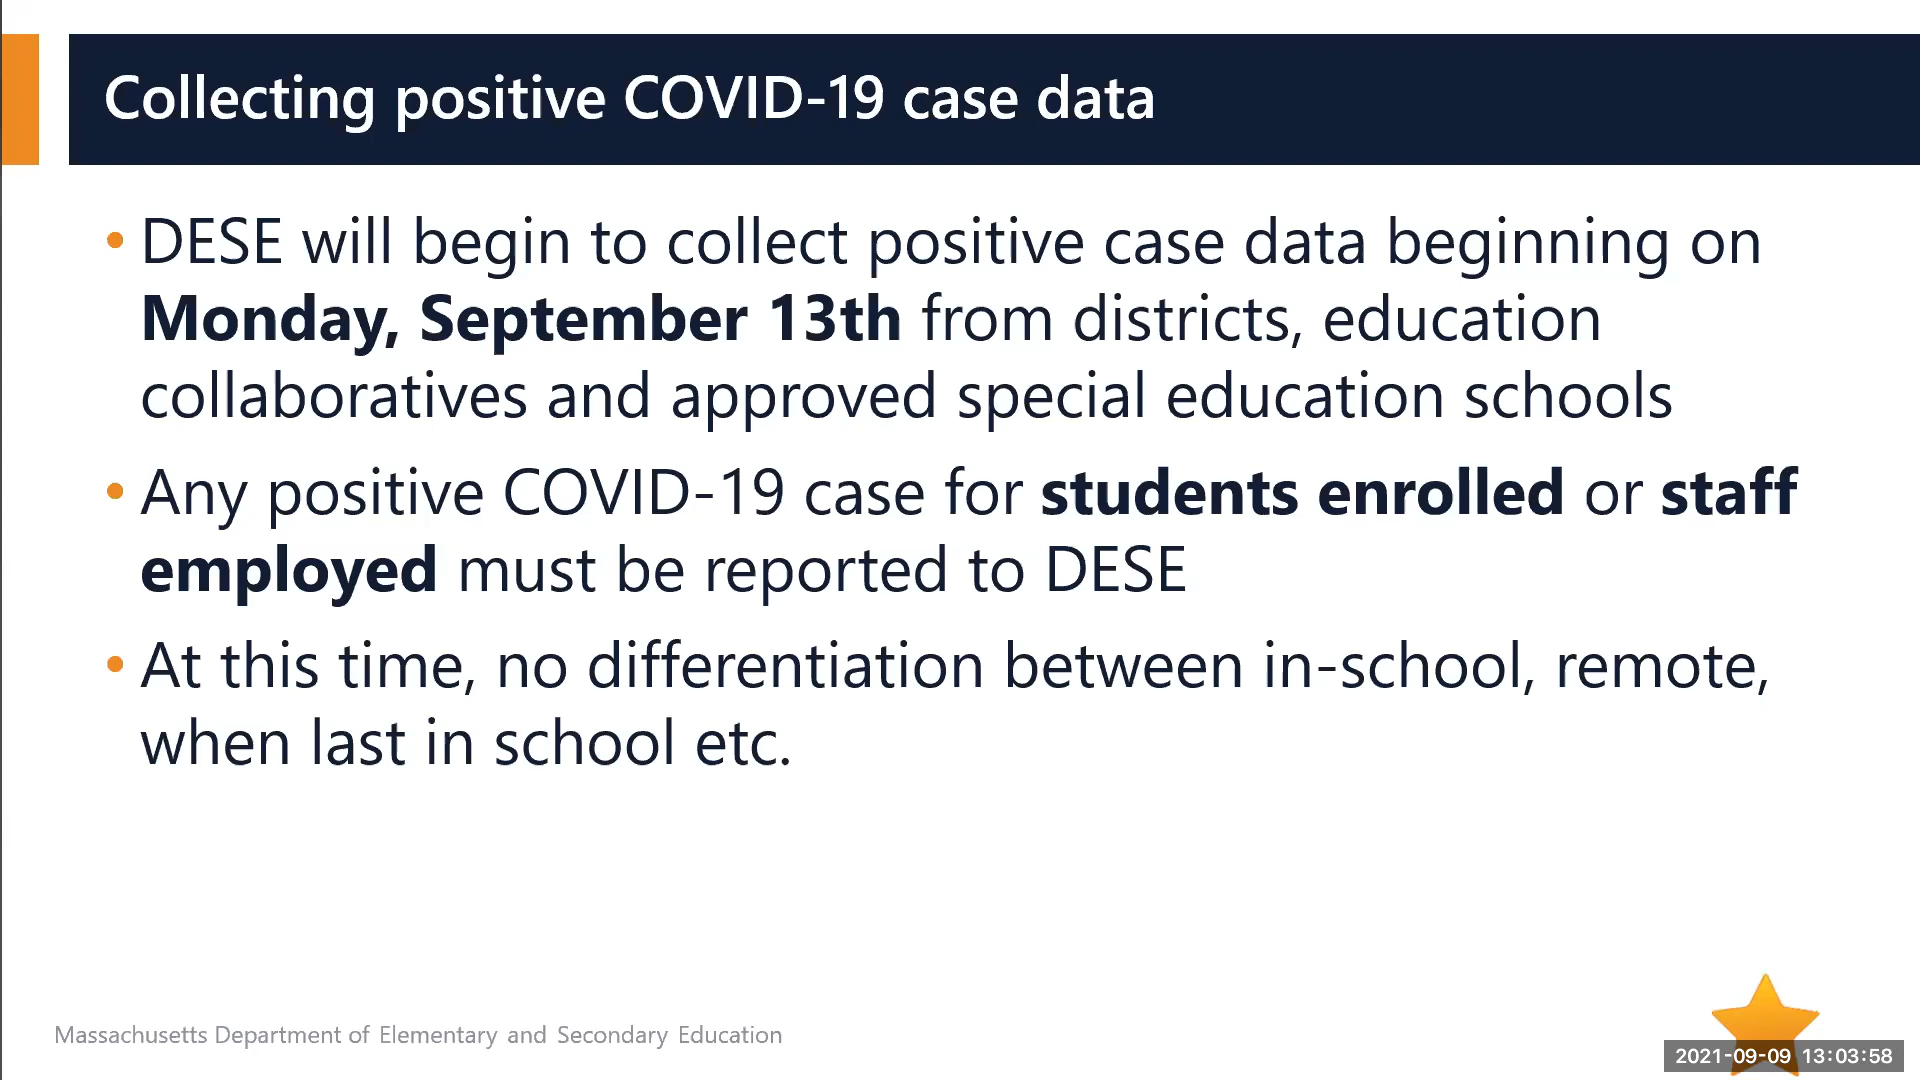 Collecting positive COVID-19 case data
• DESE will begin to collect positive case data beginning on
Monday, September 13th from districts, education
collaboratives and approved special education schools
• Any positive COVID-19 case for students enrolled or staff
employed must be reported to DESE
• At this time, no differentiation between in-school, remote,
when last in school etc.
Massachusetts Department of Elementary and Secondary Education
2021-09-09 13:03:58